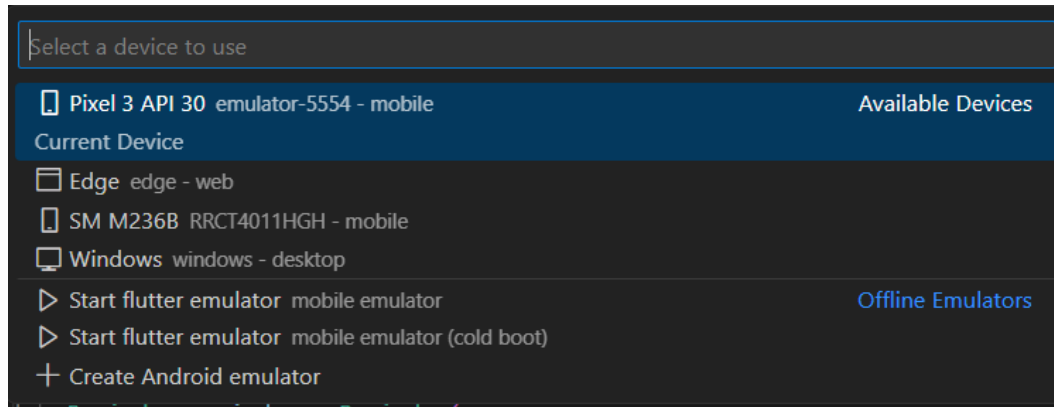 Select a device to use
Pixel 3 API 30 emulator-5554 - mobile Available Devices
Current Device
Edge edge - web
SM M236B RRCT4011HGH - mobile
Windows windows - desktop
Start flutter emulator mobile emulator Offline Emulators
Start flutter emulator mobile emulator (cold boot)
Create Android emulator